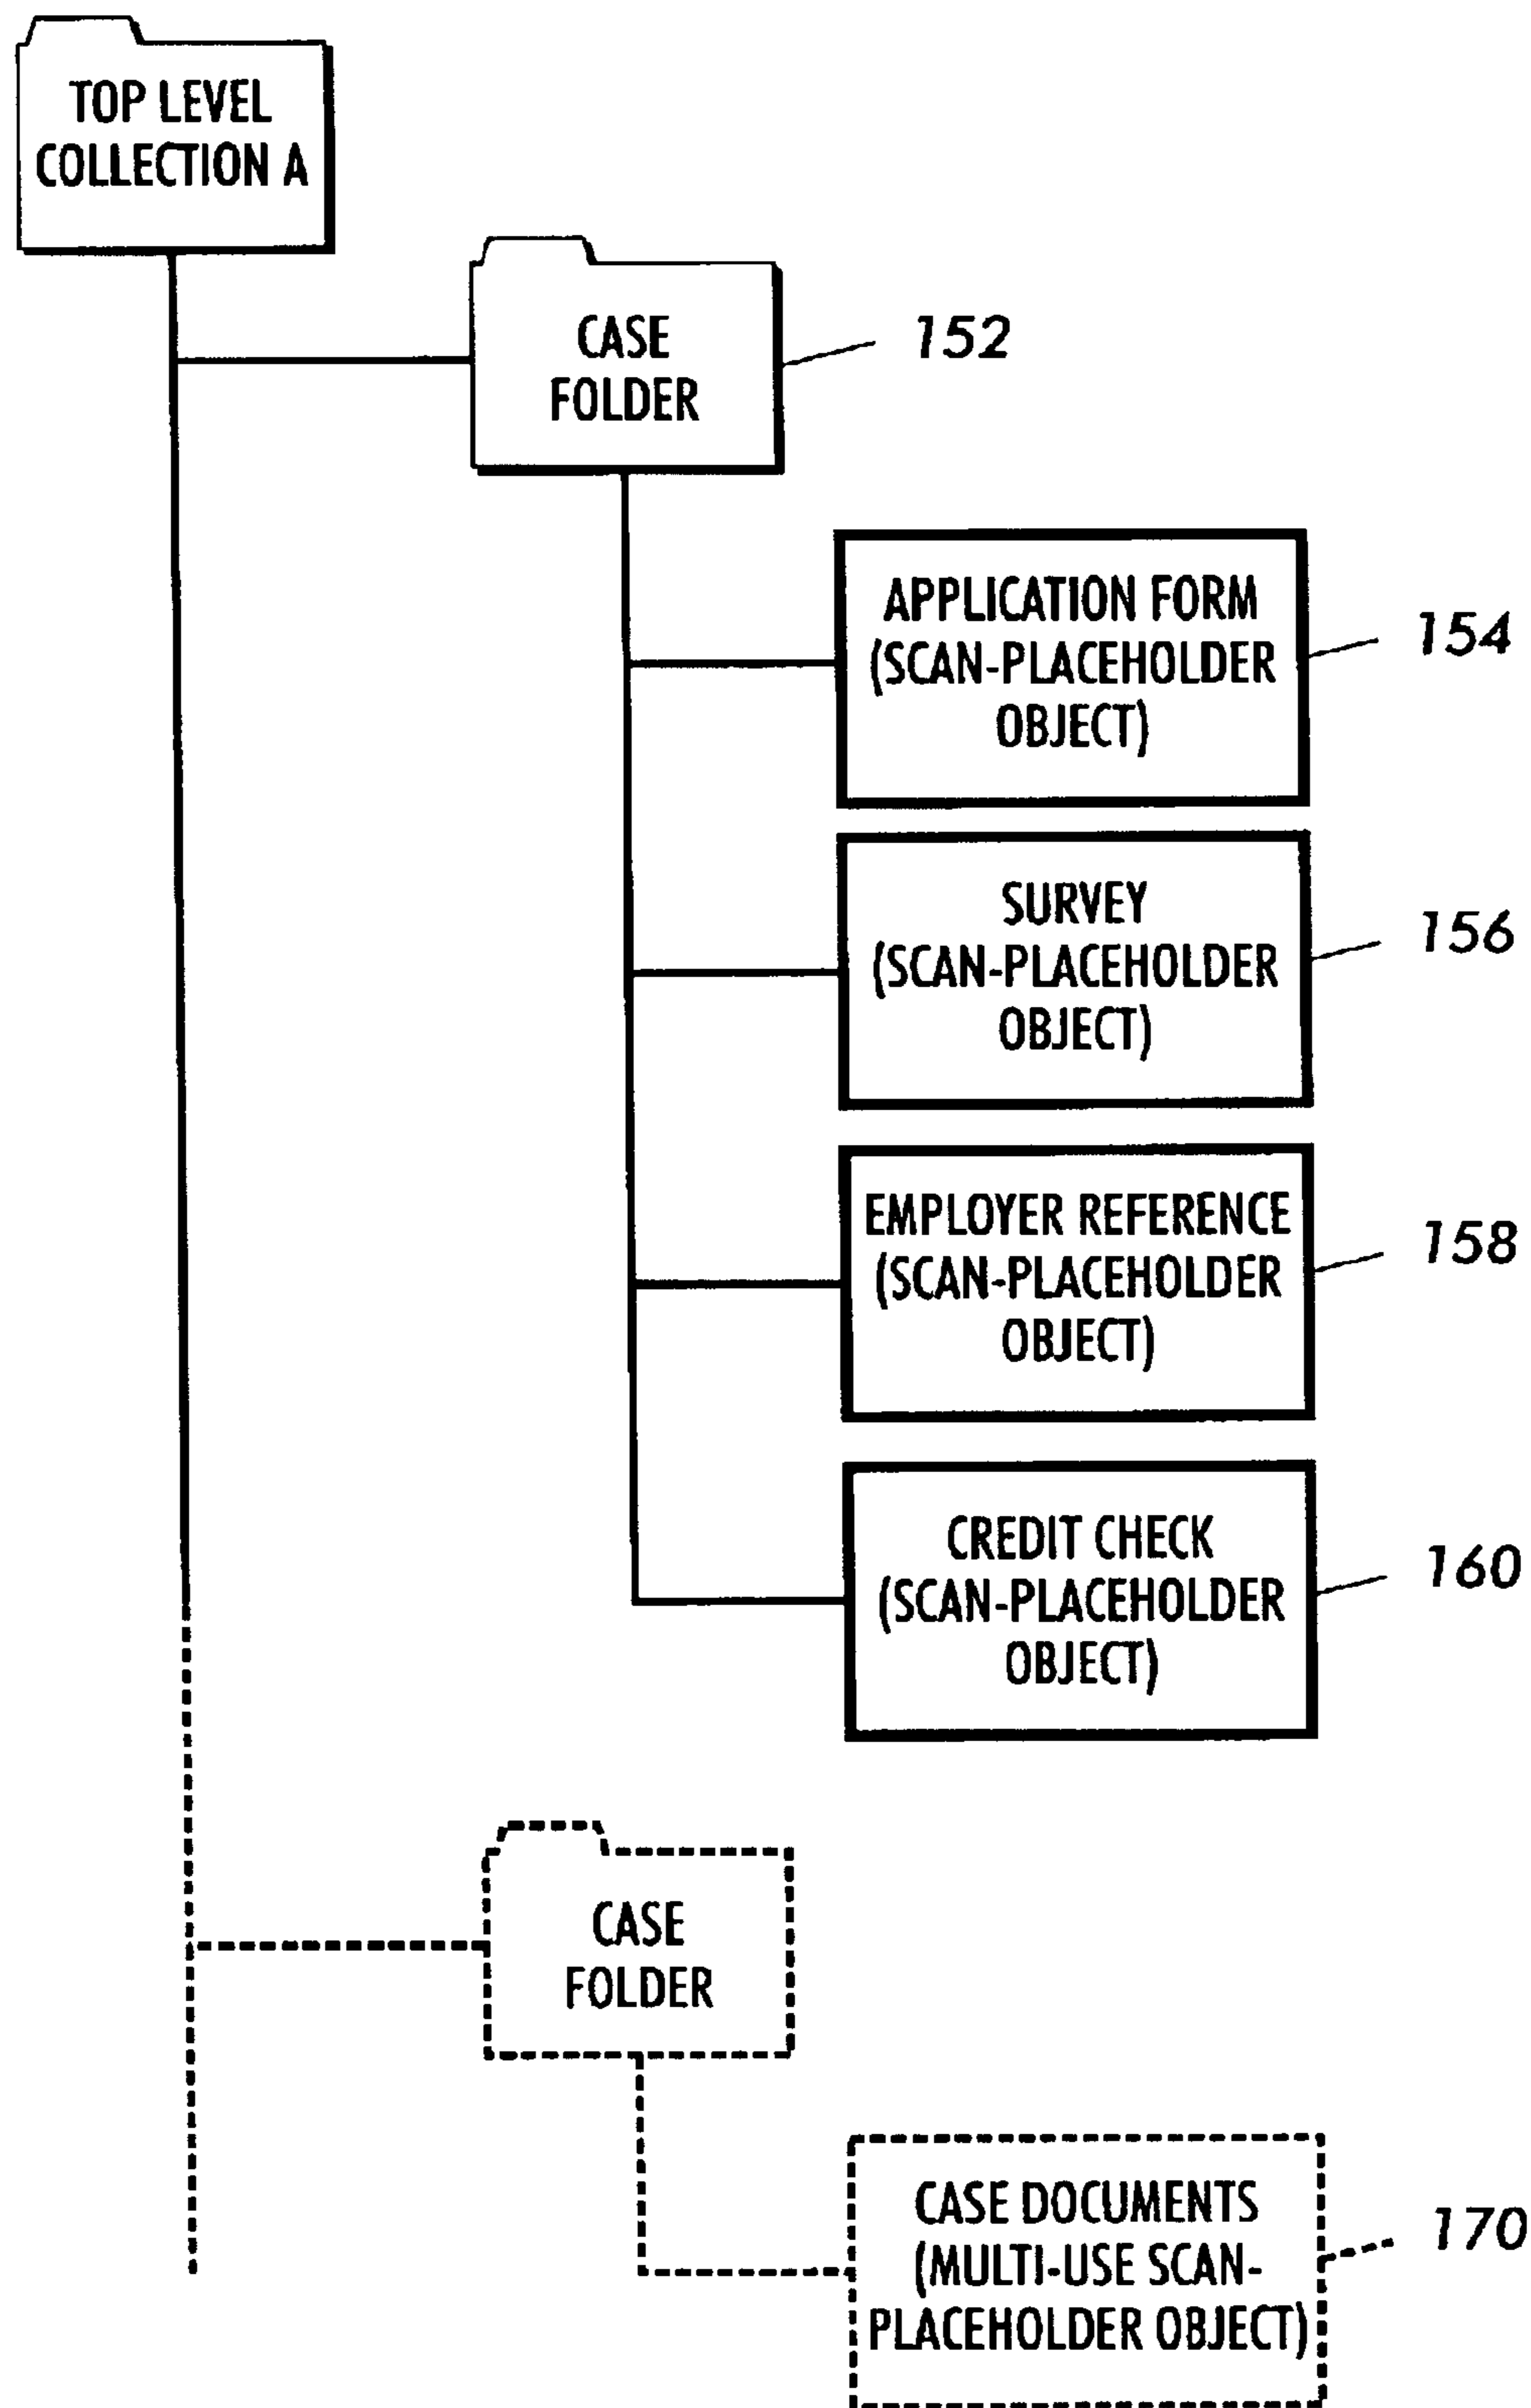 TOP LEVEL
COLLECTION A
CASE
FOLDER
152
APPLICATION FORM
(SCAN-PLACEHOLDER
OBJECT)
154
SURVEY
(SCAN-PLACEHOLDER
OBJECT)
156
EMPLOYER REFERENCE
(SCAN-PLACEHOLDER
OBJECT)
158
CREDIT CHECK
(SCAN-PLACEHOLDER
OBJECT)
160
CASE
FOLDER
CASE DOCUMENTS
(MULTI-USE SCAN-
PLACEHOLDER OBJECT)
170